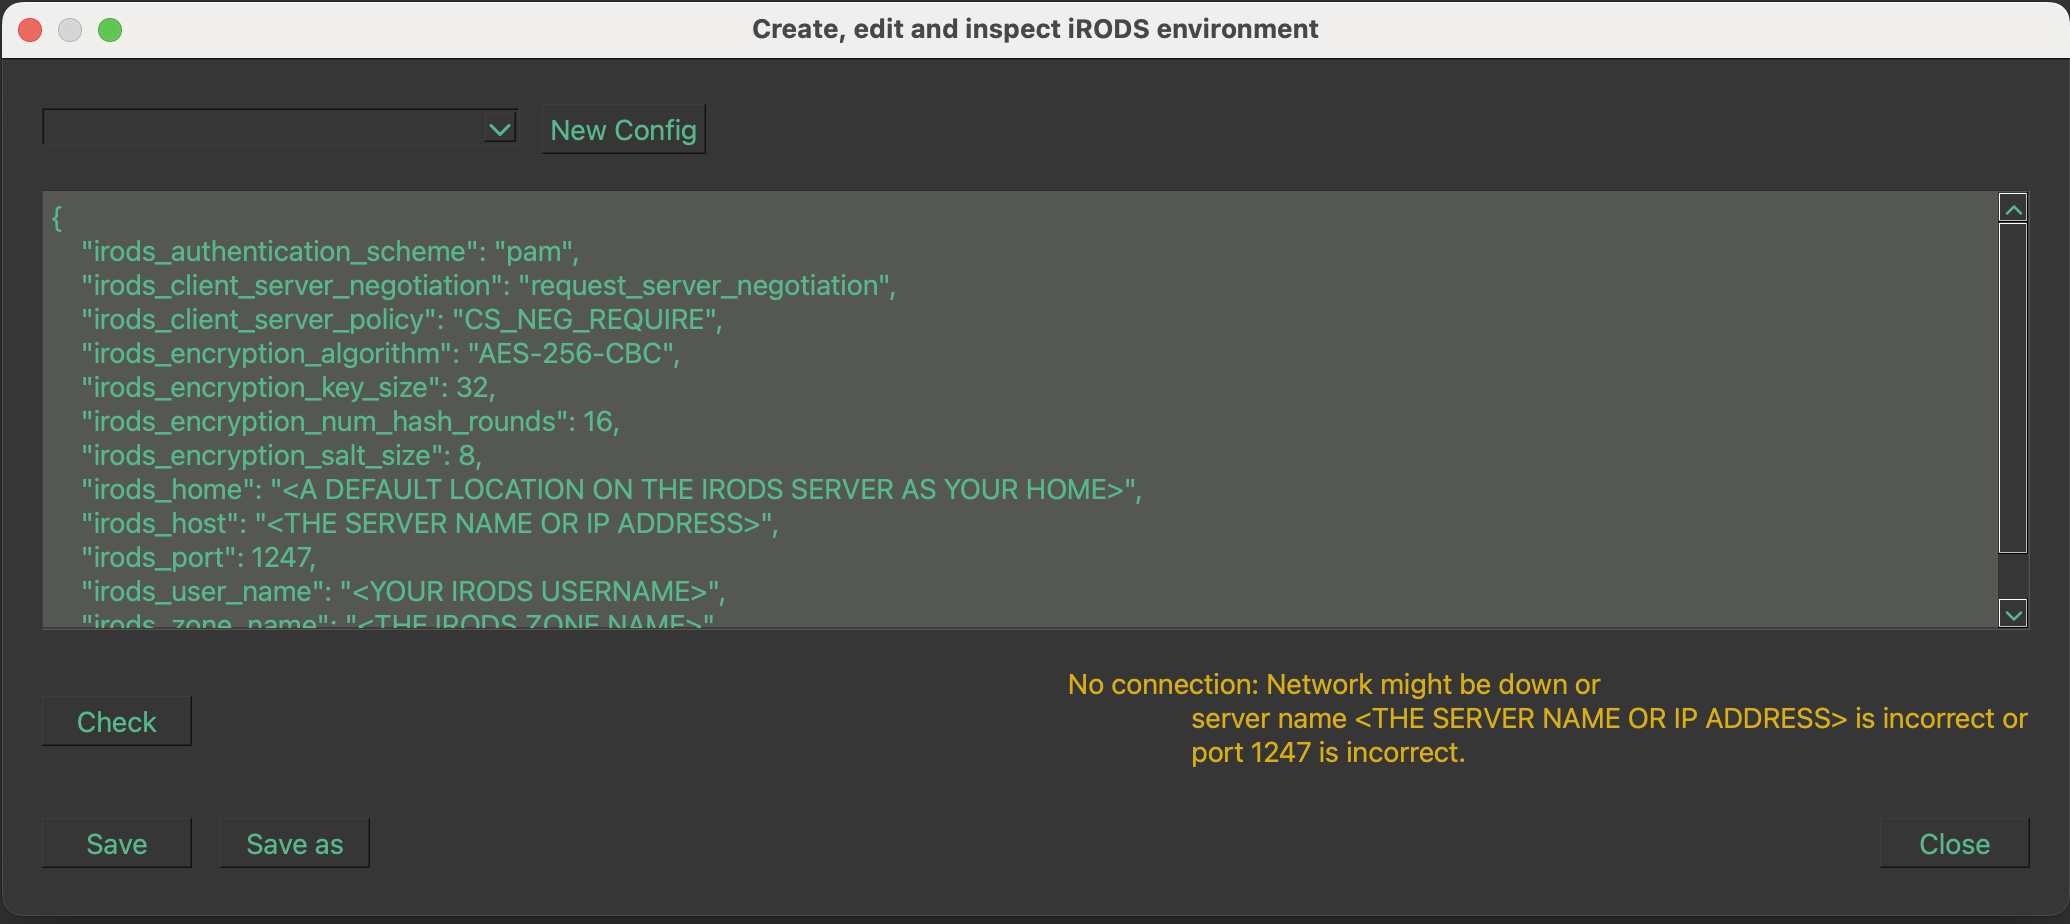 Create, edit and inspect iRODS environment
New Config
{
"irods_authentication_scheme": "pam",
"irods_client_server_negotiation": "request_server_negotiation",
"irods_client_server_policy": "CS_NEG_REQUIRE",
"irods_encryption_algorithm": "AES-256-CBC",
"irods_encryption_key_size": 32,
"irods_encryption_num_hash_rounds": 16,
"irods_encryption_salt_size": 8,
"irods_home": "<A DEFAULT LOCATION ON THE IRODS SERVER AS YOUR HOME>",
"irods_host": "<THE SERVER NAME OR IP ADDRESS>",
"irods_port": 1247,
"irods_user_name": "<YOUR IRODS USERNAME>",
"irods_zone_name": "<THE IRODS ZONE NAME>"
No connection: Network might be down or
server name <THE SERVER NAME OR IP ADDRESS> is incorrect or
port 1247 is incorrect.
Check
Save
Save as
Close